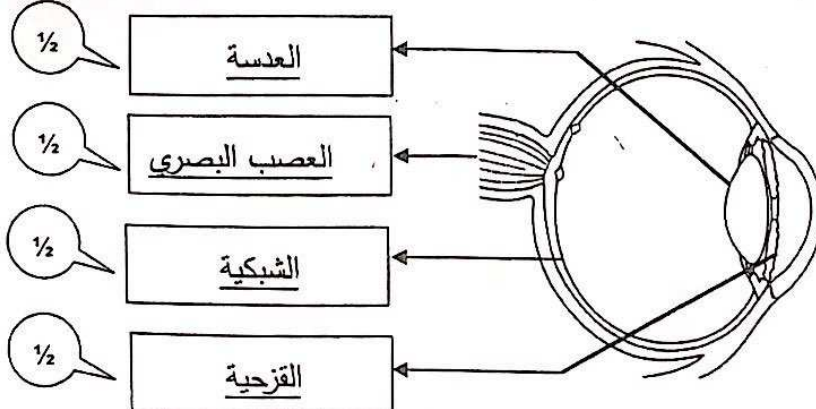 ½
العدسة
½
العصب البصري
½
الشبكية
½
القزحية